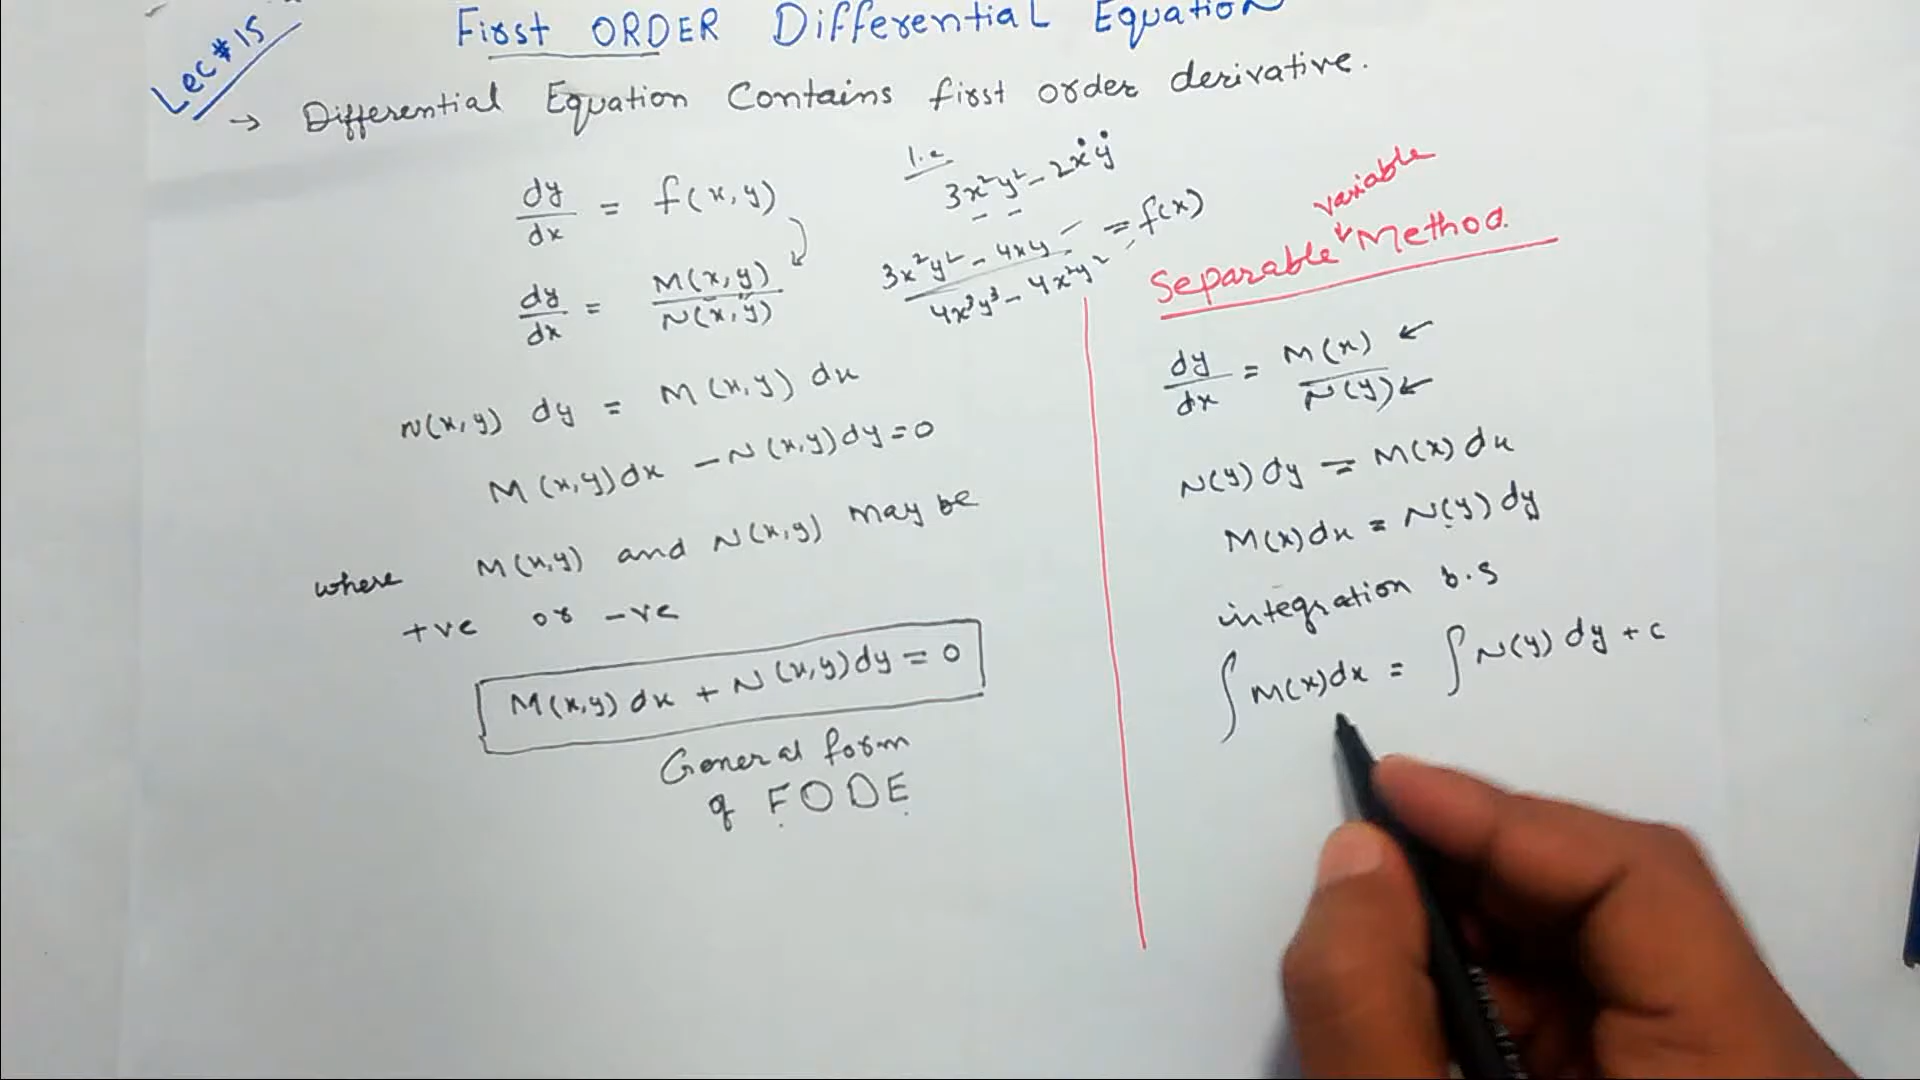 Lec#15
First ORDER Differential Equation
→ Differential Equation Contains first order derivative.
dy/dx = f(x,y)
dy/dx = M(x,y)/N(x,y)
N(x,y) dy = M(x,y) dx
M(x,y)dx - N(x,y)dy=0
where M(x,y) and N(x,y) may be
+ve or -ve
M(x,y)dx + N(x,y)dy = 0
General form
of FODE
i.e
3x²y² - 2xy
3x²y² - 4xy / 4x³y³ - 4x²y² = f(x)
variable
Separable ↓ Method.
dy/dx = M(x) ← / N(y) ←
N(y) dy = M(x) dx
M(x)dx = N(y) dy
integration b.s
∫M(x)dx = ∫N(y) dy + c